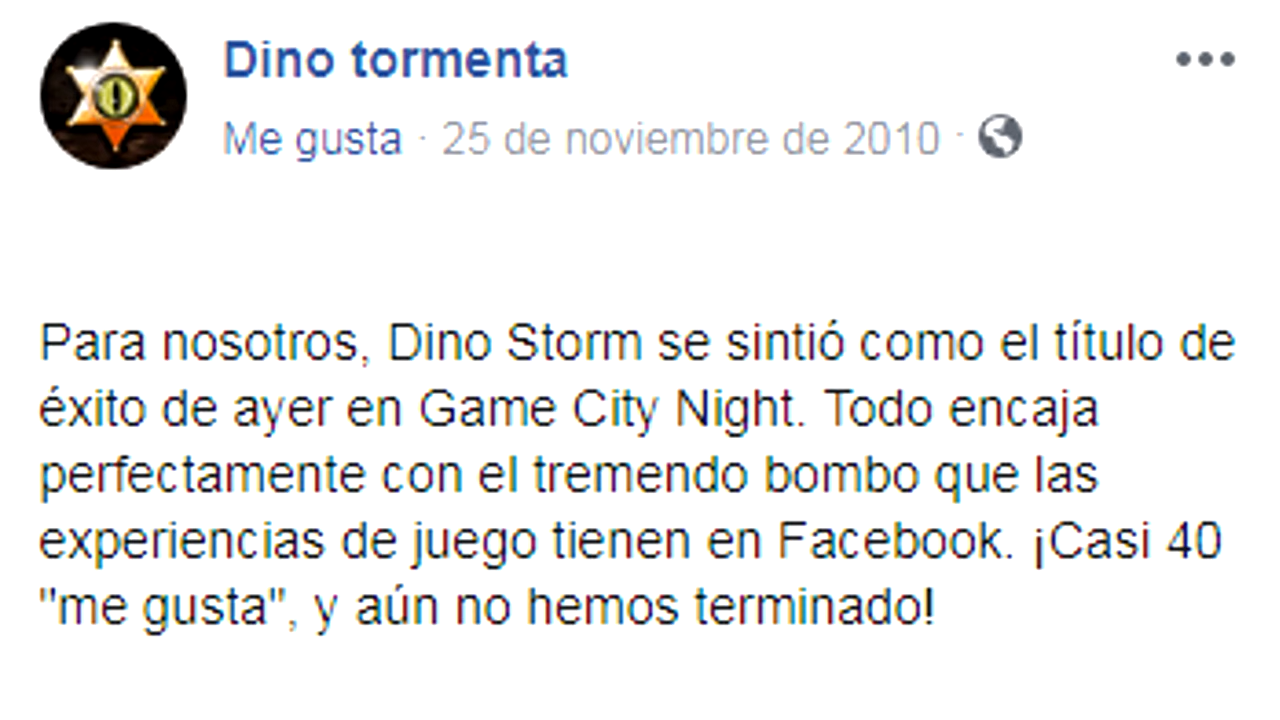 Dino tormenta
Me gusta · 25 de noviembre de 2010 ·
Para nosotros, Dino Storm se sintió como el título de
éxito de ayer en Game City Night. Todo encaja
perfectamente con el tremendo bombo que las
experiencias de juego tienen en Facebook. ¡Casi 40
"me gusta", y aún no hemos terminado!